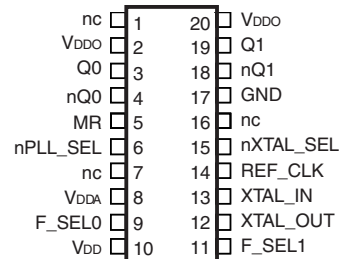 nc 1 20 VDDO
VDDO 2 19 Q1
Q0 3 18 nQ1
nQ0 4 17 GND
MR 5 16 nc
nPLL_SEL 6 15 nXTAL_SEL
nc 7 14 REF_CLK
VDDA 8 13 XTAL_IN
F_SEL0 9 12 XTAL_OUT
VDD 10 11 F_SEL1